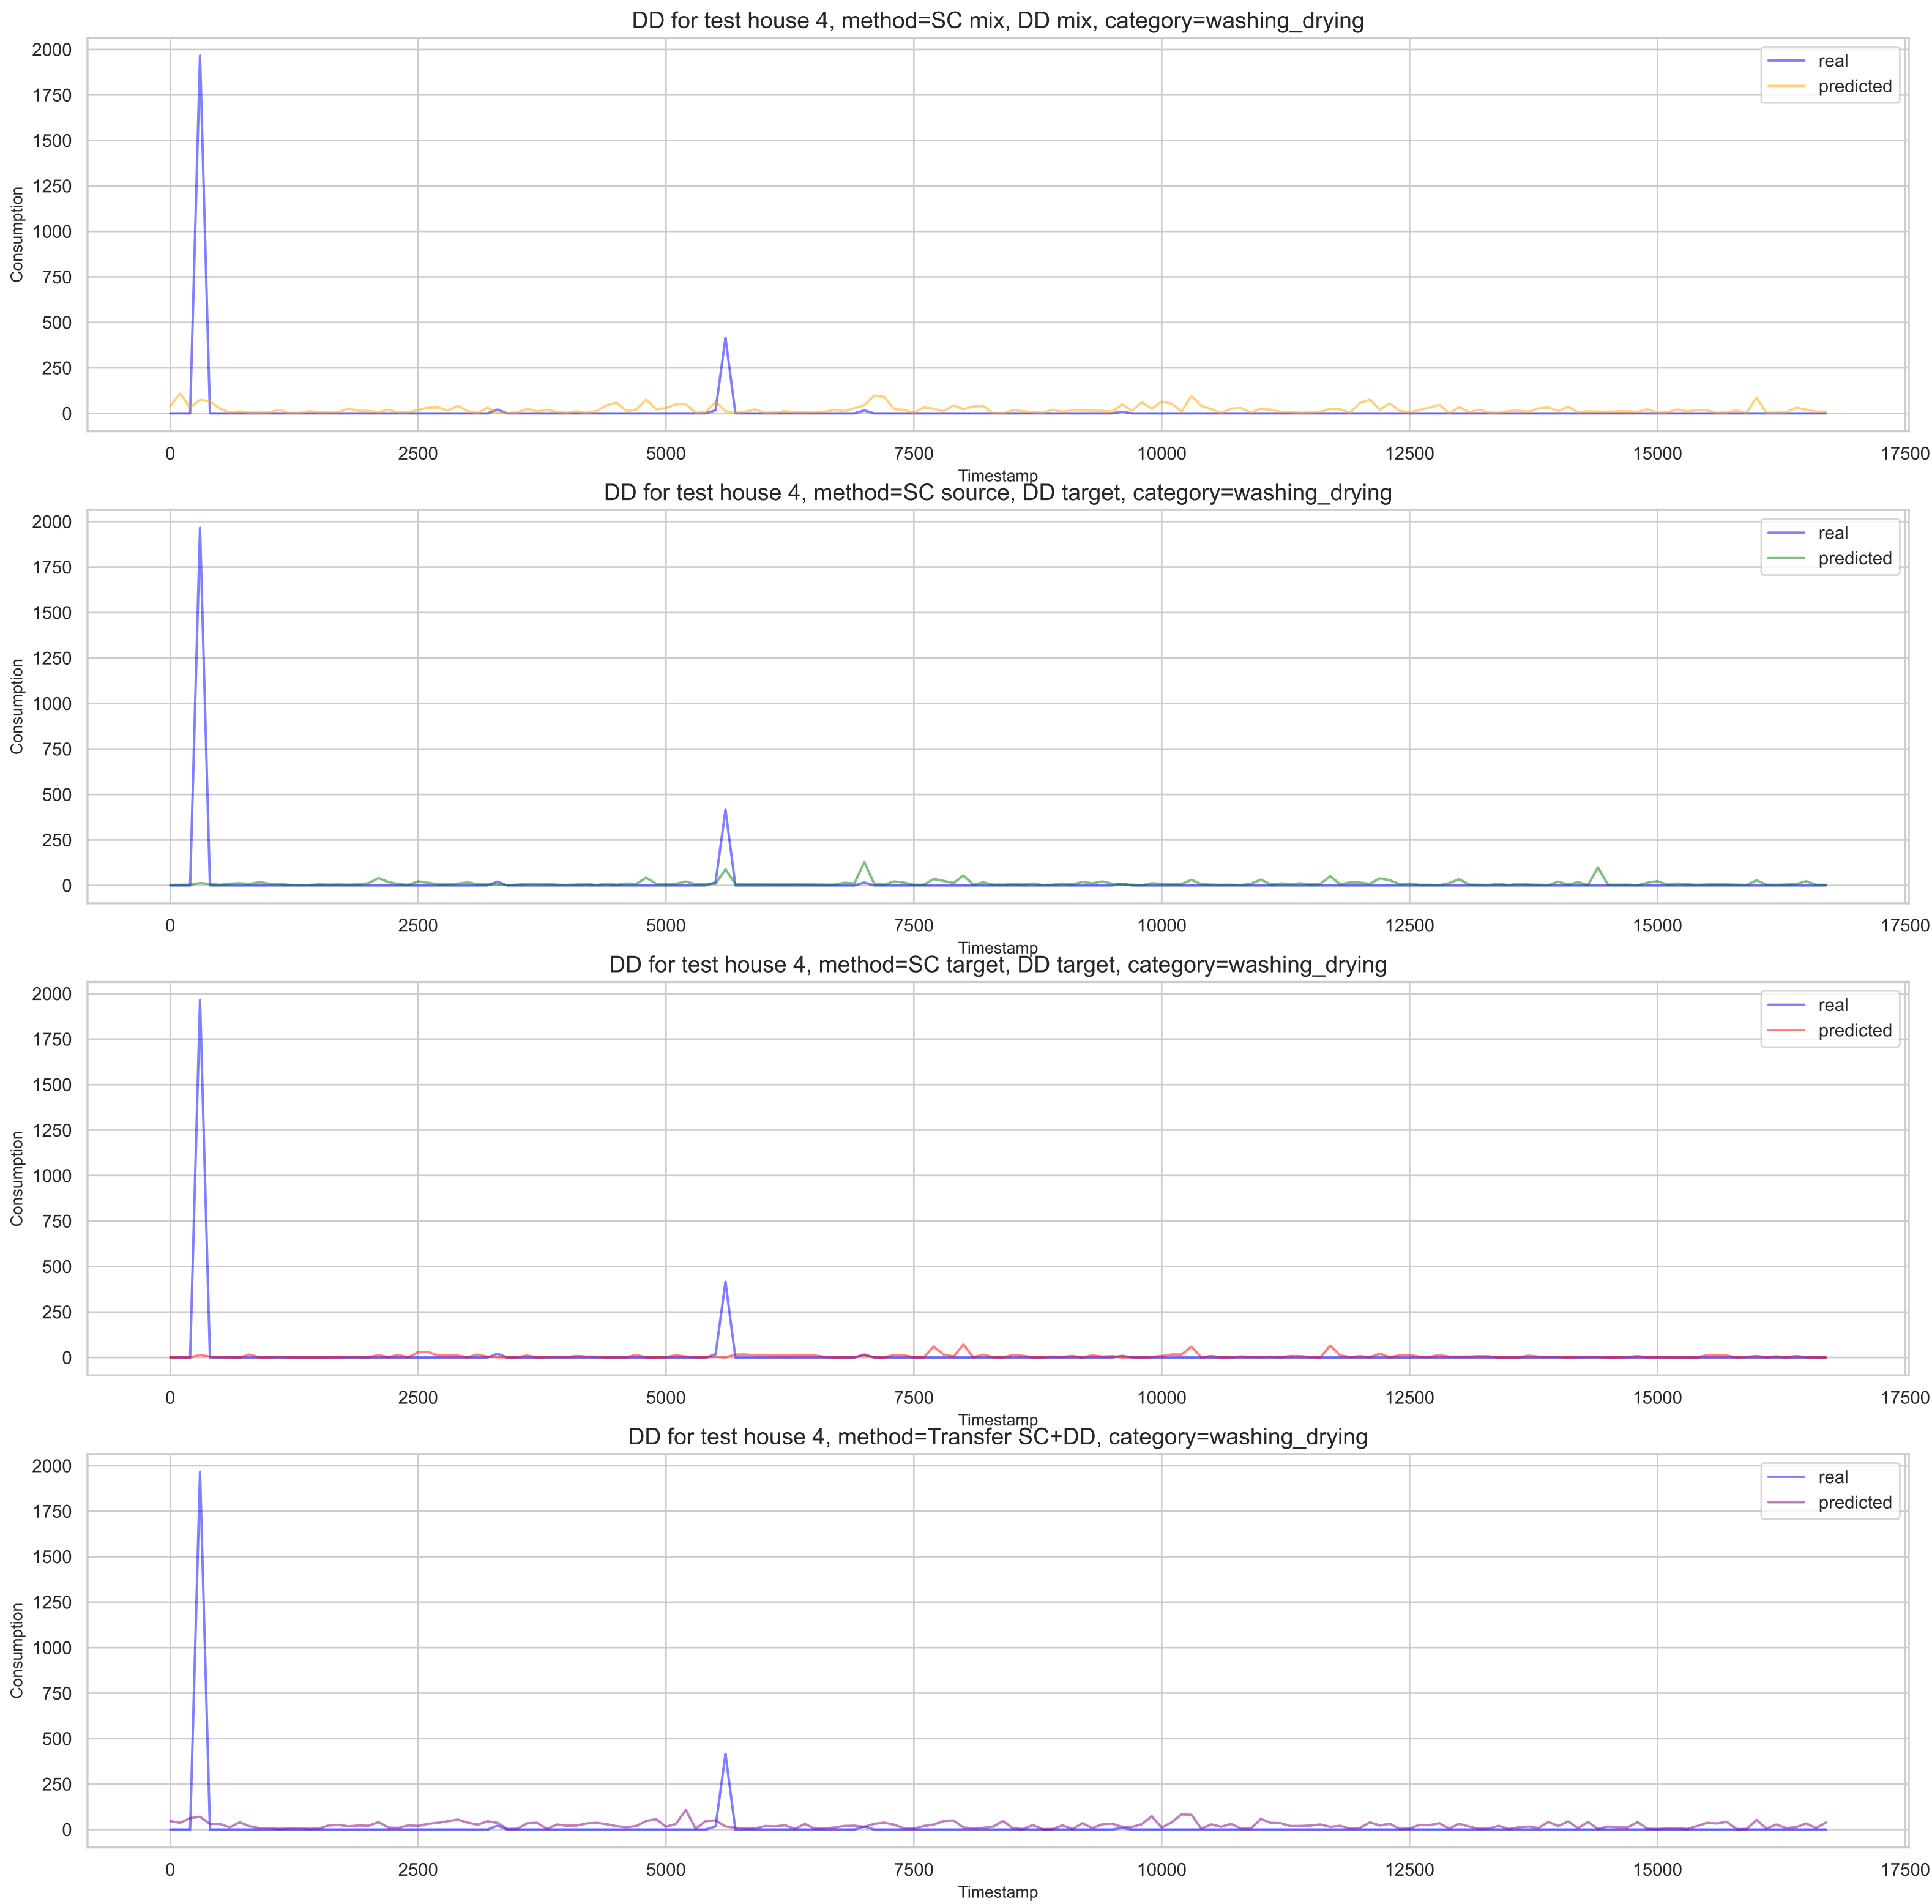 DD for test house 4, method=SC mix, DD mix, category=washing_drying
2000
real
predicted
1750
1500
1250
Consumption
1000
750
500
250
0
0 2500 5000 7500 10000 12500 15000 17500
Timestamp
DD for test house 4, method=SC source, DD target, category=washing_drying
2000
real
predicted
1750
1500
1250
Consumption
1000
750
500
250
0
0 2500 5000 7500 10000 12500 15000 17500
Timestamp
DD for test house 4, method=SC target, DD target, category=washing_drying
2000
real
predicted
1750
1500
1250
Consumption
1000
750
500
250
0
0 2500 5000 7500 10000 12500 15000 17500
Timestamp
DD for test house 4, method=Transfer SC+DD, category=washing_drying
2000
real
predicted
1750
1500
1250
Consumption
1000
750
500
250
0
0 2500 5000 7500 10000 12500 15000 17500
Timestamp